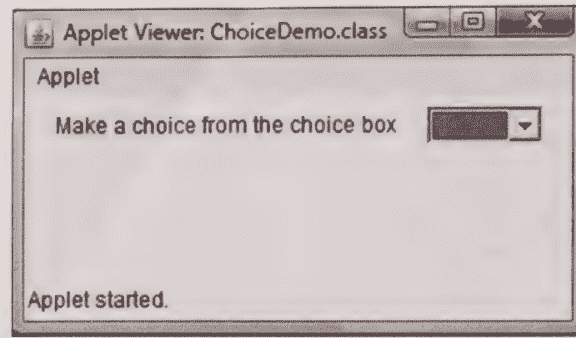 Applet Viewer: ChoiceDemo.class
Applet
Make a choice from the choice box
Applet started.